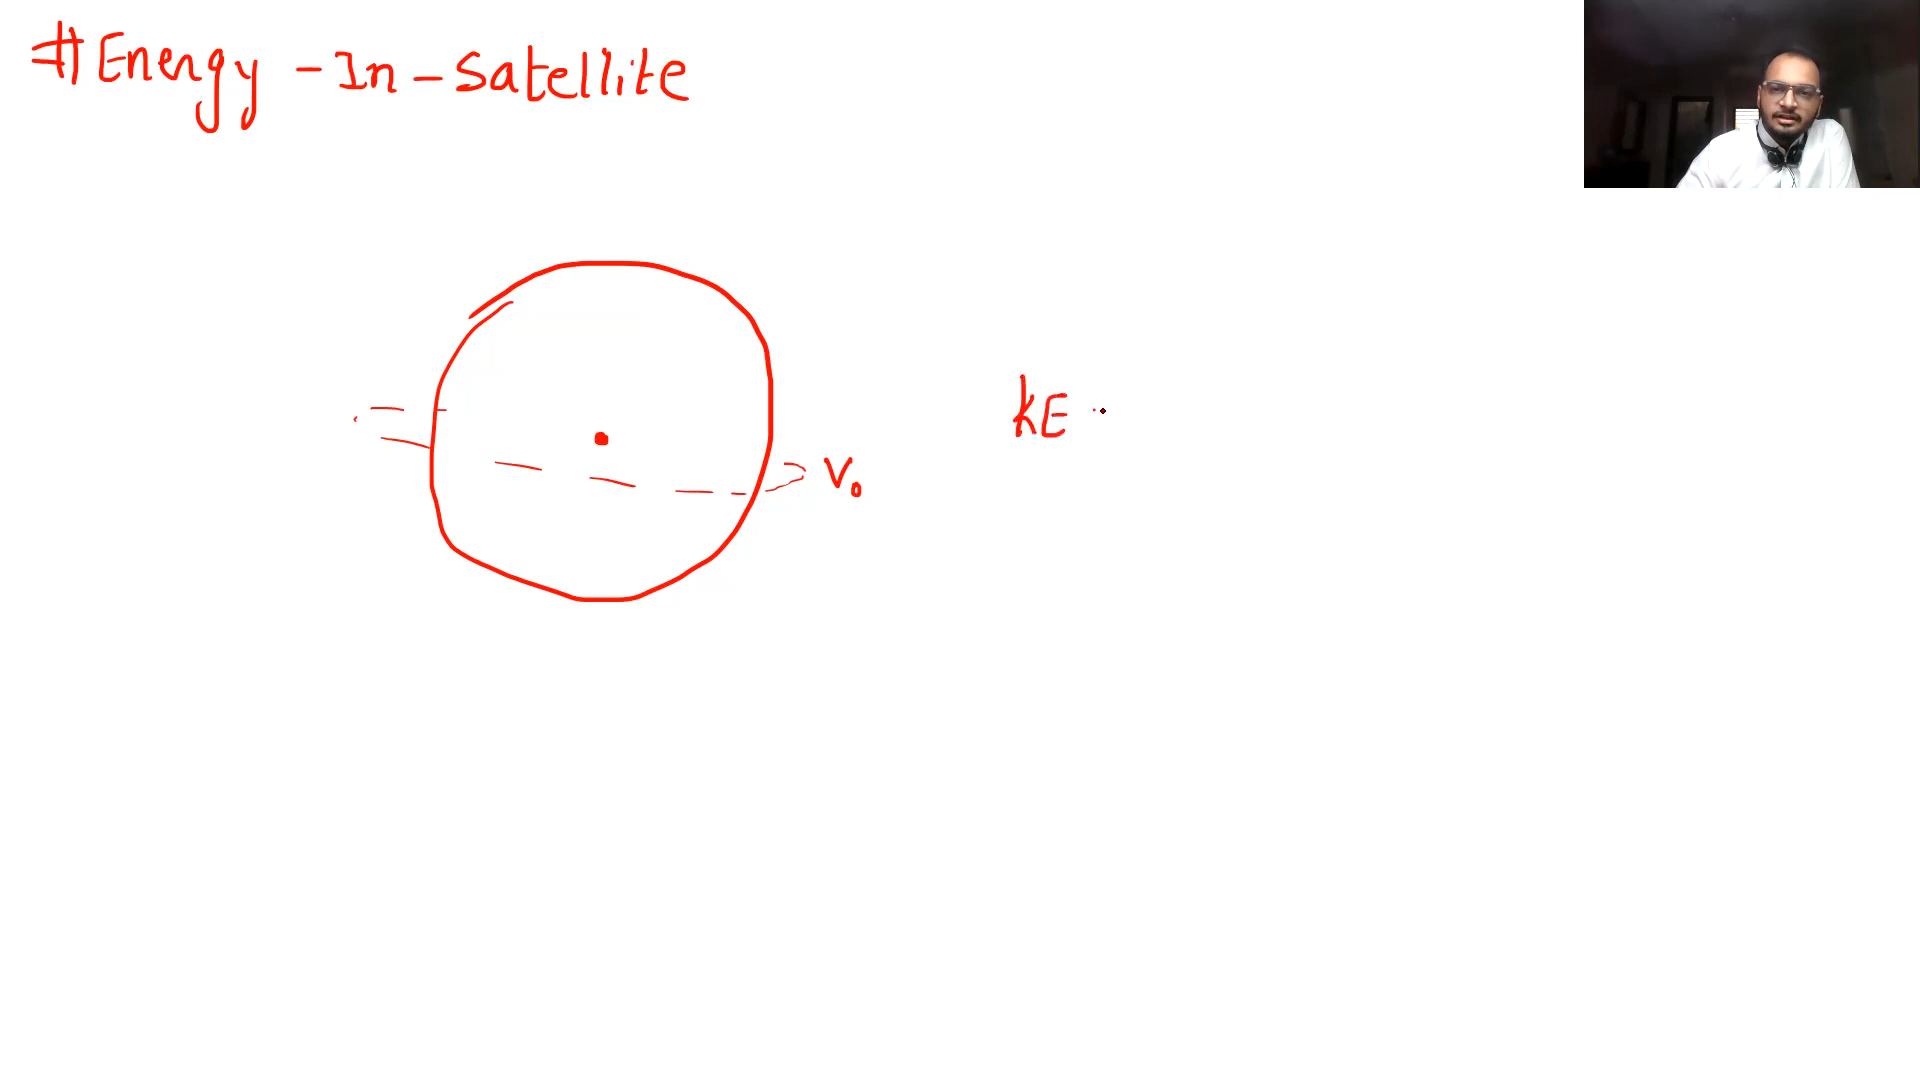 #Energy - In - Satellite
KE
V₀